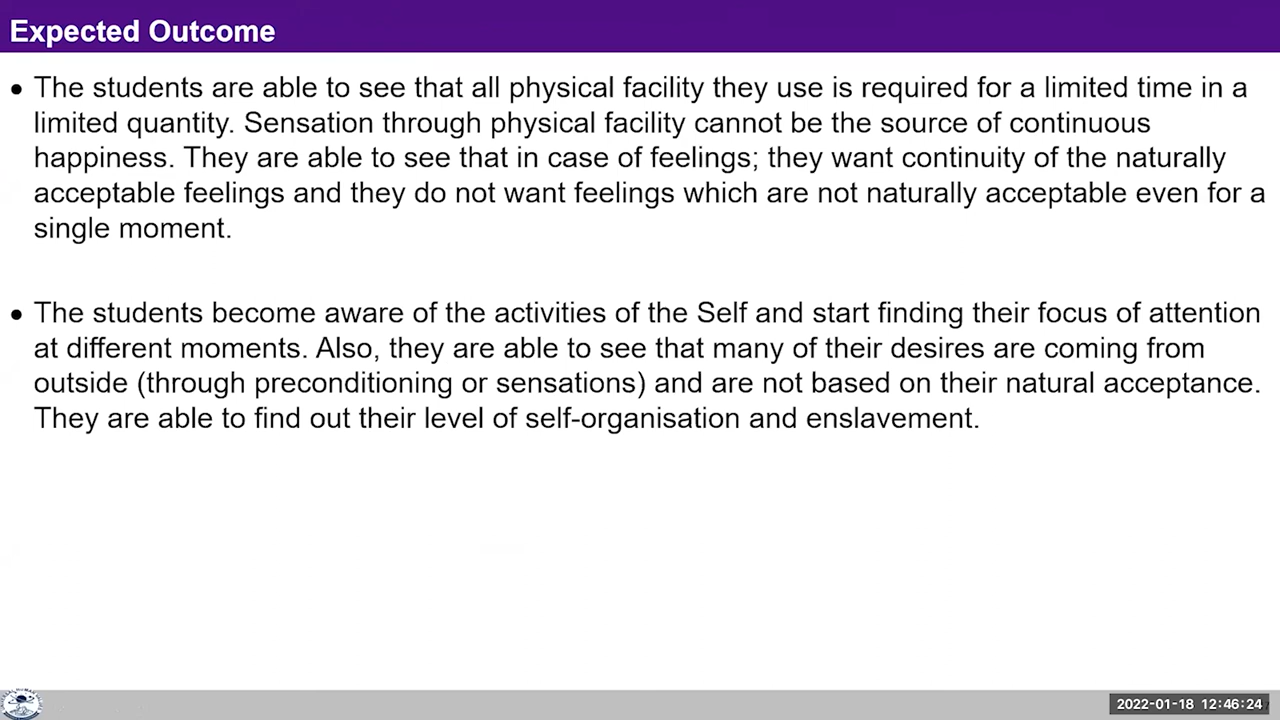 Expected Outcome
• The students are able to see that all physical facility they use is required for a limited time in a
limited quantity. Sensation through physical facility cannot be the source of continuous
happiness. They are able to see that in case of feelings; they want continuity of the naturally
acceptable feelings and they do not want feelings which are not naturally acceptable even for a
single moment.
• The students become aware of the activities of the Self and start finding their focus of attention
at different moments. Also, they are able to see that many of their desires are coming from
outside (through preconditioning or sensations) and are not based on their natural acceptance.
They are able to find out their level of self-organisation and enslavement.
2022-01-18 12:46:24